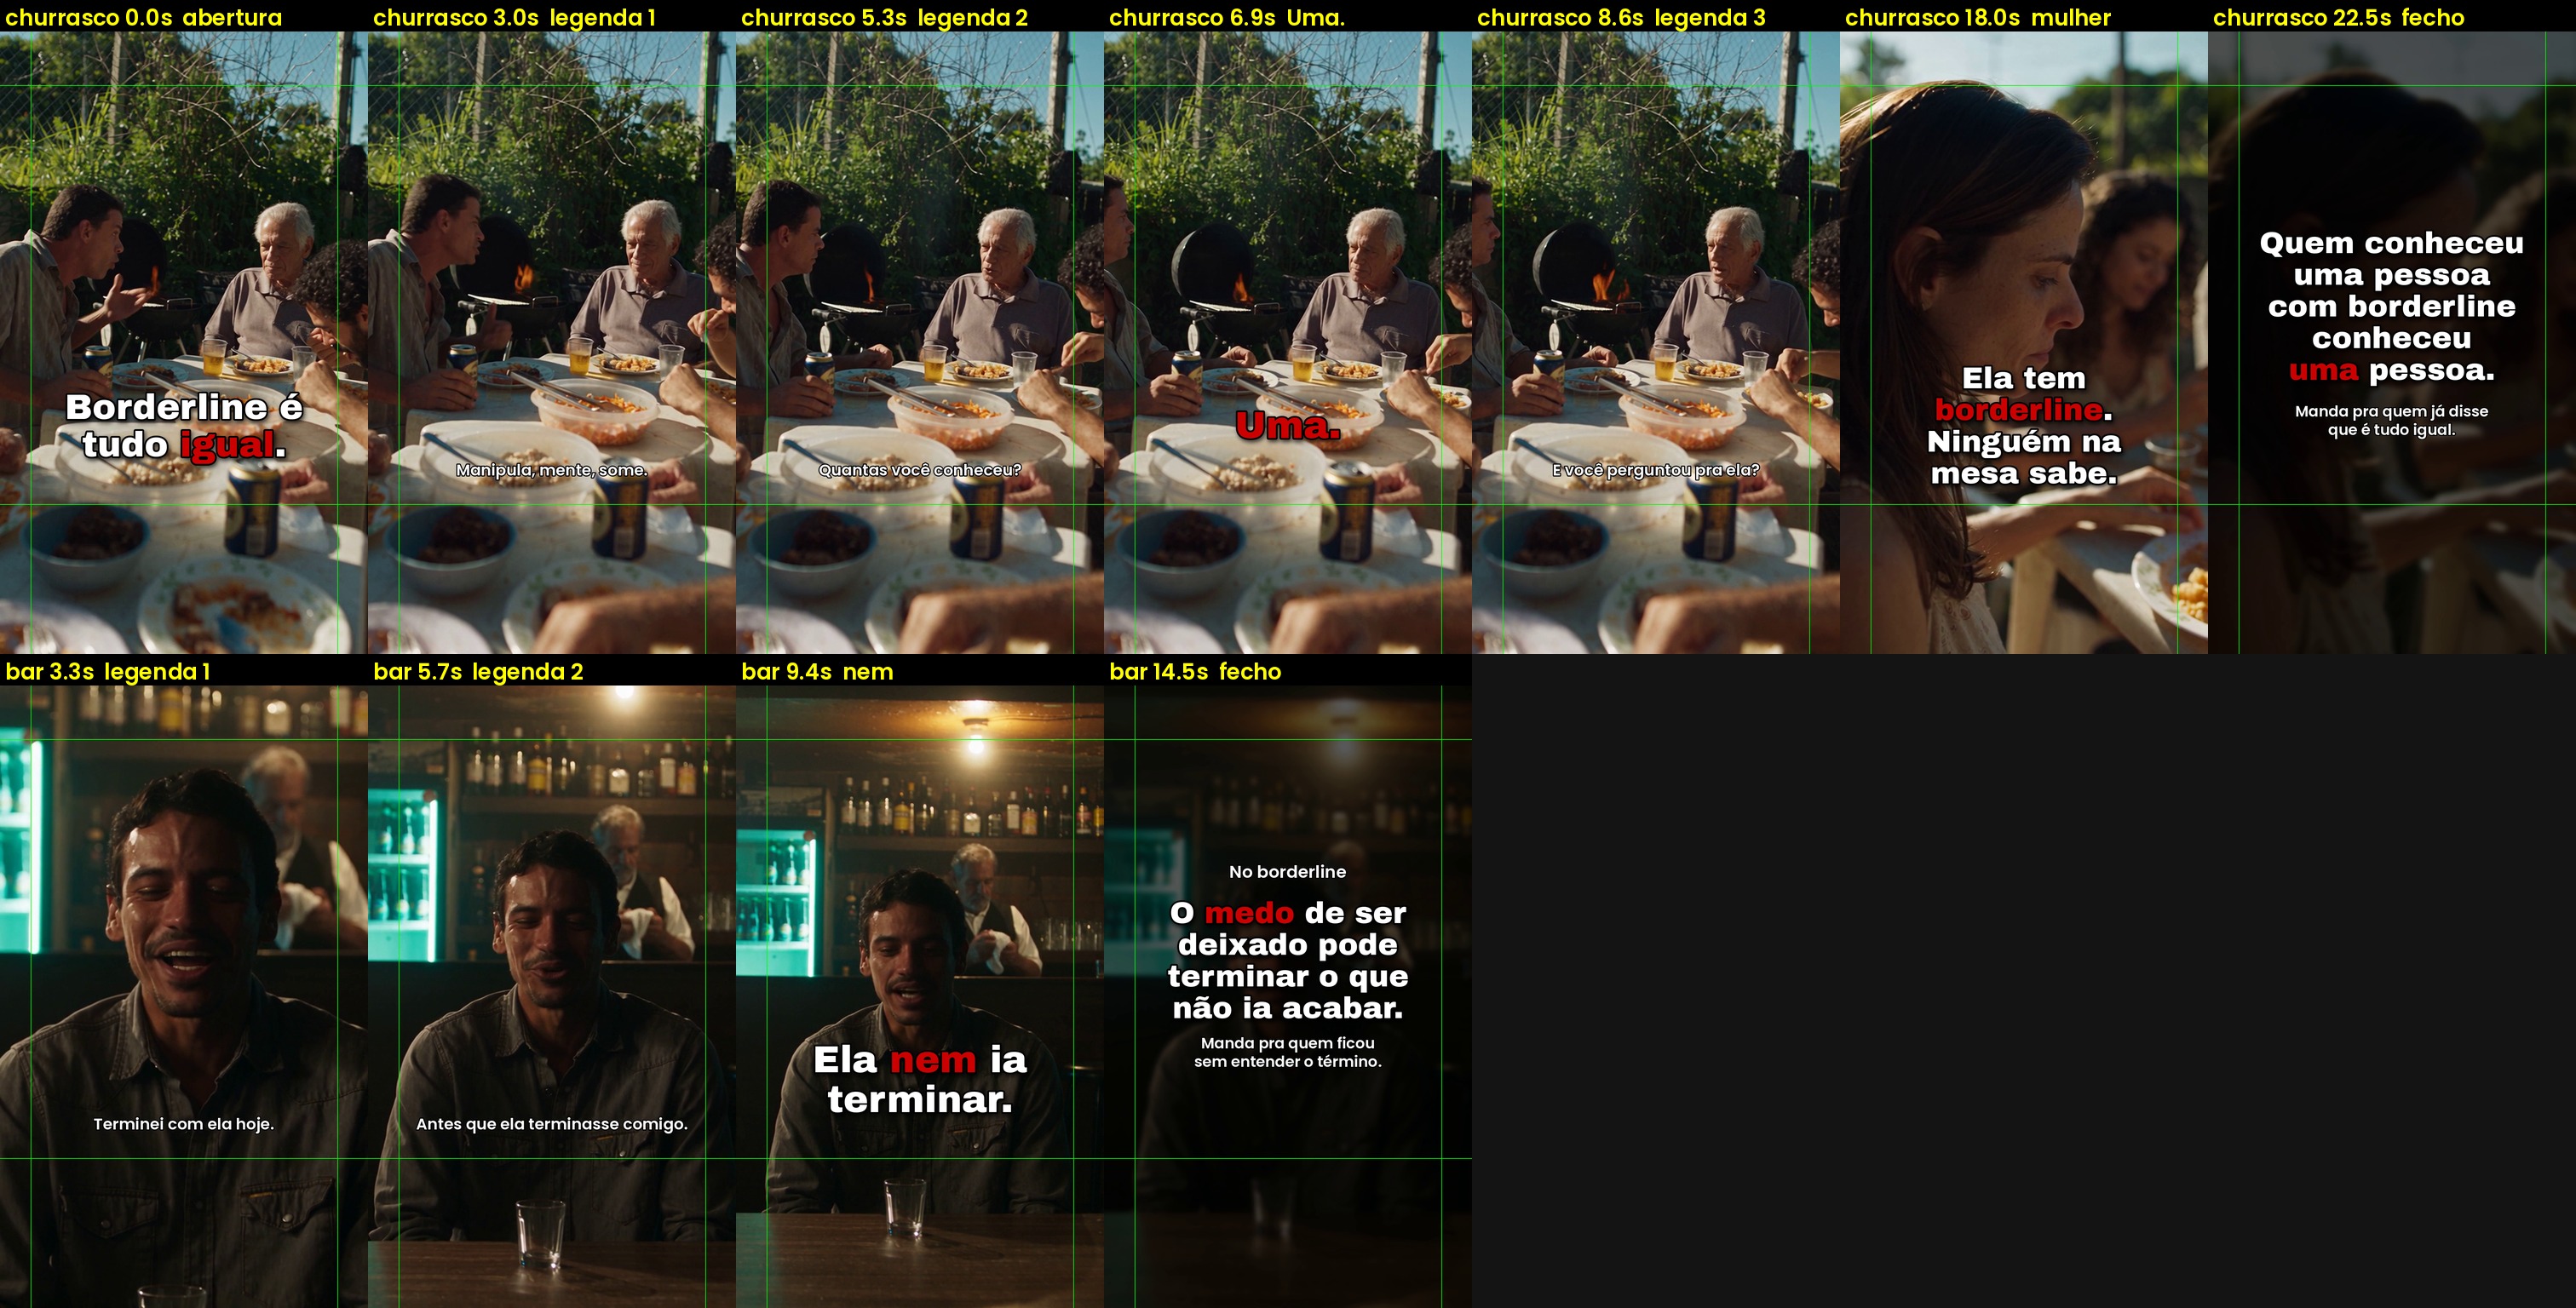 churrasco 0.0s abertura
churrasco 3.0s legenda 1
churrasco 5.3s legenda 2
churrasco 6.9s Uma.
churrasco 8.6s legenda 3
churrasco 18.0s mulher
churrasco 22.5s fecho
Borderline é
tudo igual.
Manipula, mente, some.
Quantas você conheceu?
Uma.
E você perguntou pra ela?
Ela tem
borderline.
Ninguém na
mesa sabe.
Quem conheceu
uma pessoa
com borderline
conheceu
uma pessoa.
Manda pra quem já disse
que é tudo igual.
bar 3.3s legenda 1
bar 5.7s legenda 2
bar 9.4s nem
bar 14.5s fecho
Terminei com ela hoje.
Antes que ela terminasse comigo.
Ela nem ia
terminar.
No borderline
O medo de ser
deixado pode
terminar o que
não ia acabar.
Manda pra quem ficou
sem entender o término.